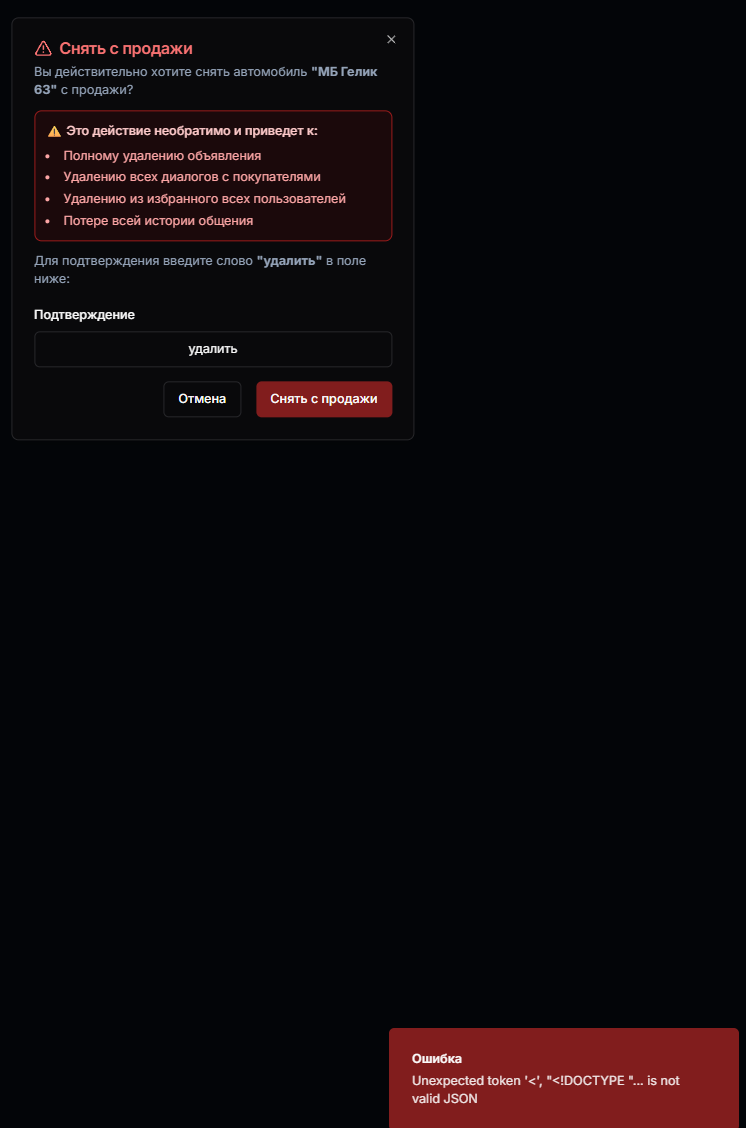 Снять с продажи
Вы действительно хотите снять автомобиль "МБ Гелик
63" с продажи?
⚠️ Это действие необратимо и приведет к:
• Полному удалению объявления
• Удалению всех диалогов с покупателями
• Удалению из избранного всех пользователей
• Потере всей истории общения
Для подтверждения введите слово "удалить" в поле
ниже:
Подтверждение
удалить
Отмена
Снять с продажи
Ошибка
Unexpected token '<', "<!DOCTYPE "... is not
valid JSON